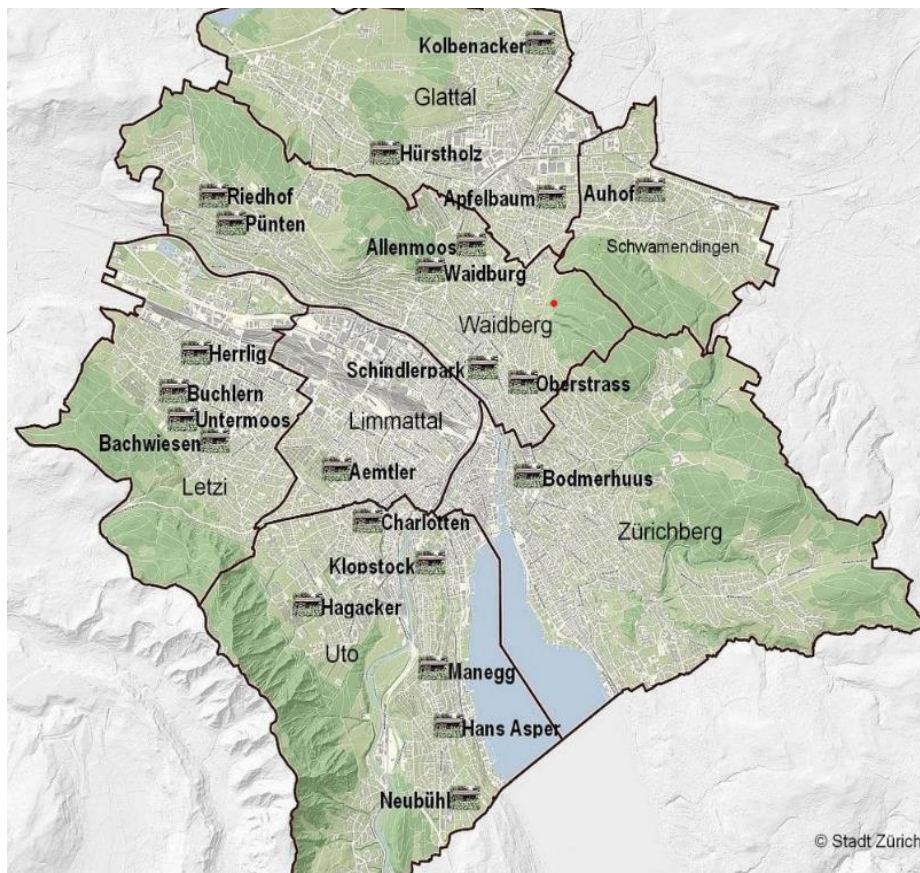 Kolbenacker
Glattal
Hürstholz
Riedhof
Apfelbaum
Auhof
Pünten
Allenmoos
Schwamendingen
Waidburg
Waidberg
Herrlig
Schindlerpark
Oberstrass
Buchlern
Untermoos
Limmattal
Bachwiesen
Aemtler
Bodmerhuus
Letzi
Charlotten
Zürichberg
Klopstock
Hagacker
Uto
Manegg
Hans Asper
Neubühl
© Stadt Zürich